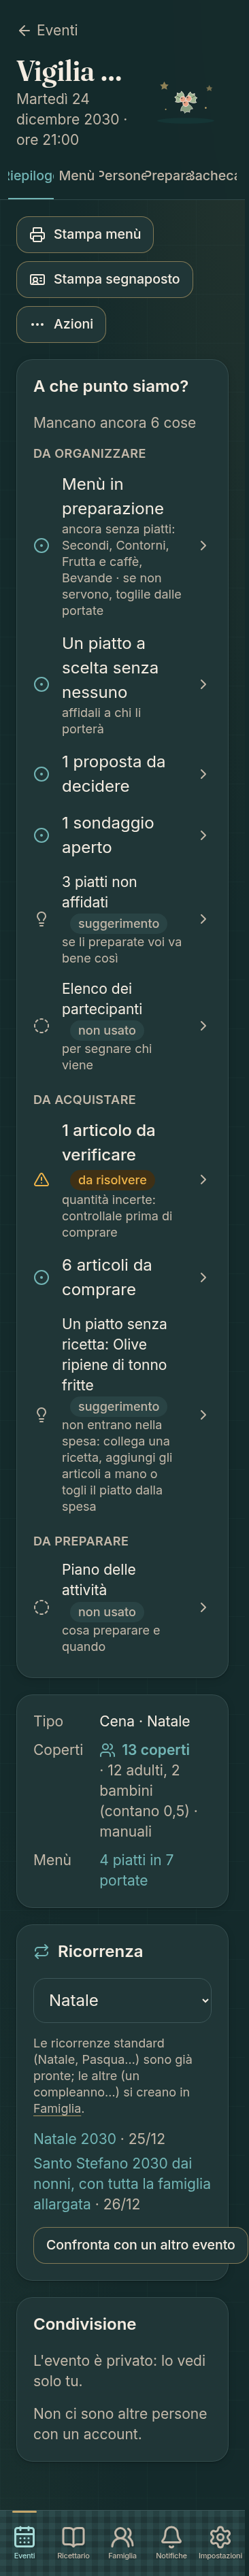 ← Eventi
Vigilia ...
Martedì 24
dicembre 2030 ·
ore 21:00
Menù
Stampa menù
Stampa segnaposto
Azioni
A che punto siamo?
Mancano ancora 6 cose
DA ORGANIZZARE
Menù in
preparazione
ancora senza piatti:
Secondi, Contorni,
Frutta e caffè,
Bevande · se non
servono, toglile dalle
portate
Un piatto a
scelta senza
nessuno
affidali a chi li
porterà
1 proposta da
decidere
1 sondaggio
aperto
3 piatti non
affidati
suggerimento
se li preparate voi va
bene così
Elenco dei
partecipanti
non usato
per segnare chi
viene
DA ACQUISTARE
1 articolo da
verificare
da risolvere
quantità incerte:
controllale prima di
comprare
6 articoli da
comprare
Un piatto senza
ricetta: Olive
ripiene di tonno
fritte
suggerimento
non entrano nella
spesa: collega una
ricetta, aggiungi gli
articoli a mano o
togli il piatto dalla
spesa
DA PREPARARE
Piano delle
attività
non usato
cosa preparare e
quando
Tipo Cena · Natale
Coperti 13 coperti
· 12 adulti, 2
bambini
(contano 0,5) ·
manuali
Menù 4 piatti in 7
portate
Ricorrenza
Natale
Le ricorrenze standard
(Natale, Pasqua...) sono già
pronte; le altre (un
compleanno...) si creano in
Famiglia.
Natale 2030 · 25/12
Santo Stefano 2030 dai
nonni, con tutta la famiglia
allargata · 26/12
Confronta con un altro evento
Condivisione
L'evento è privato: lo vedi
solo tu.
Non ci sono altre persone
con un account.
Eventi Ricettario Famiglia Notifiche Impostazioni